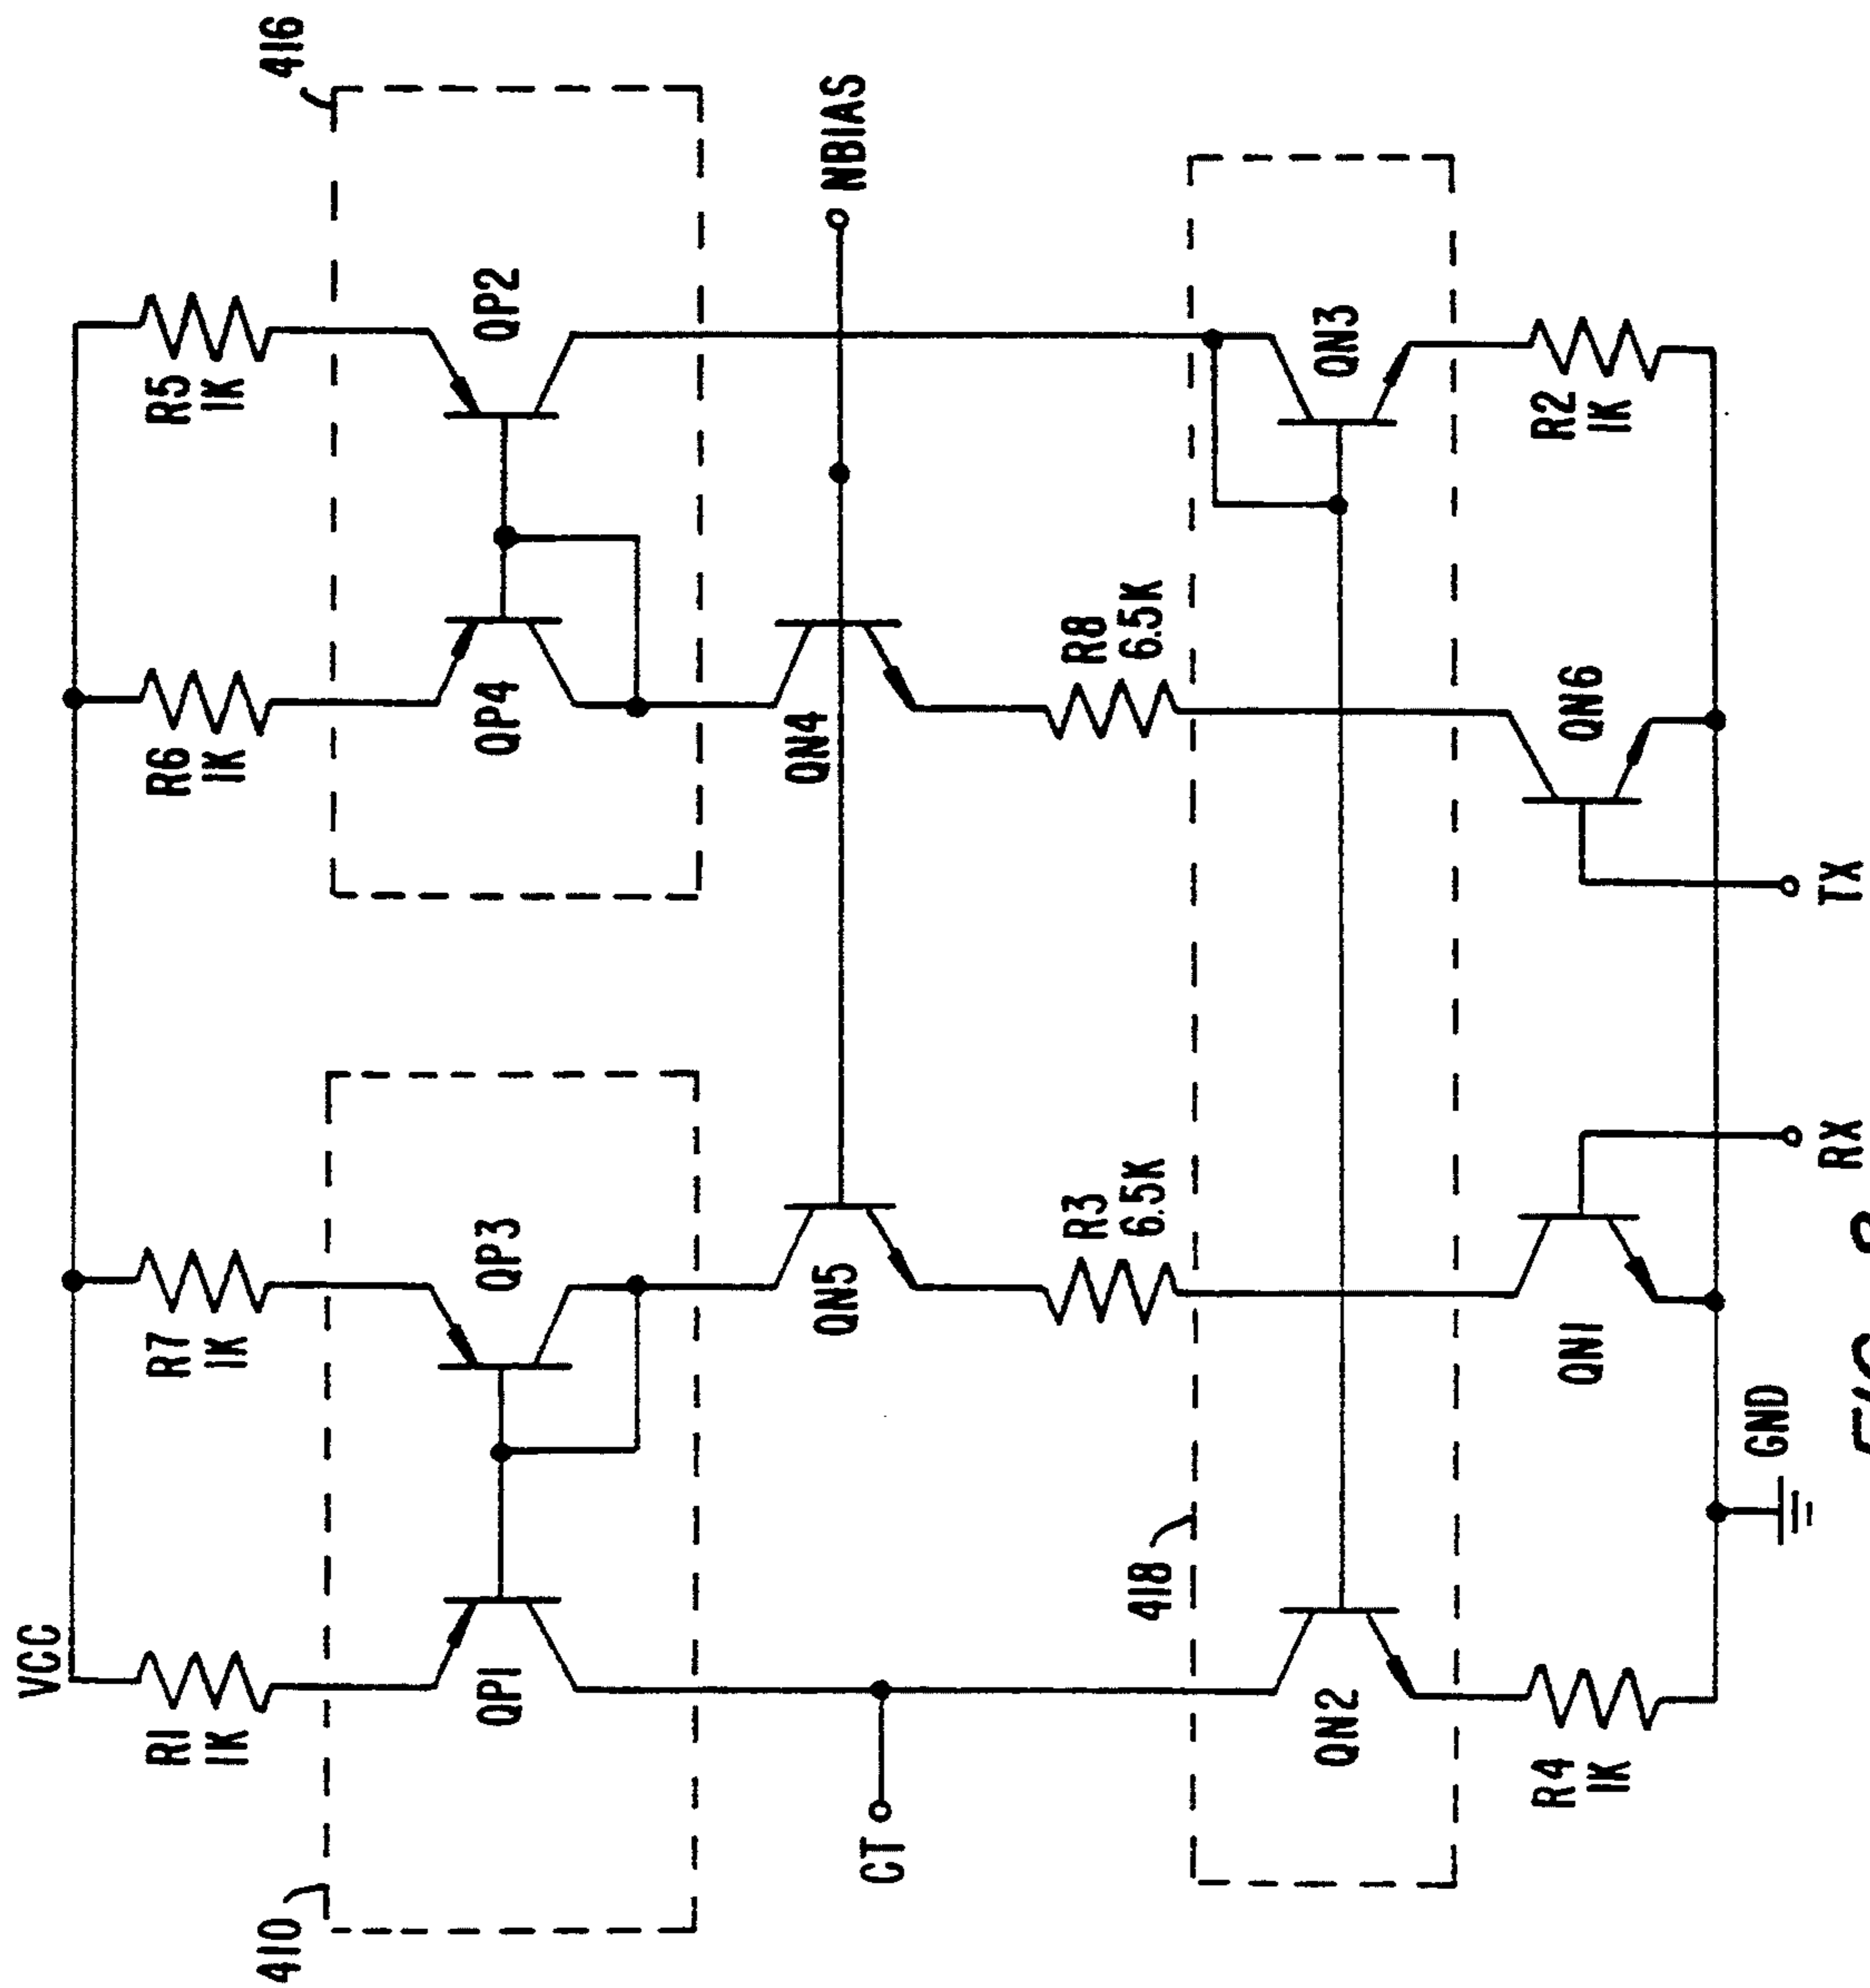 VCC
R1
1K
R7
1K
R6
1K
R5
1K
410
416
QP1
QP3
QP4
QP2
CT
QN5
QN4
NBIAS
R3
6.5K
R8
6.5K
418
QN2
QN3
R4
1K
QN1
QN6
R2
1K
GND
RX
TX